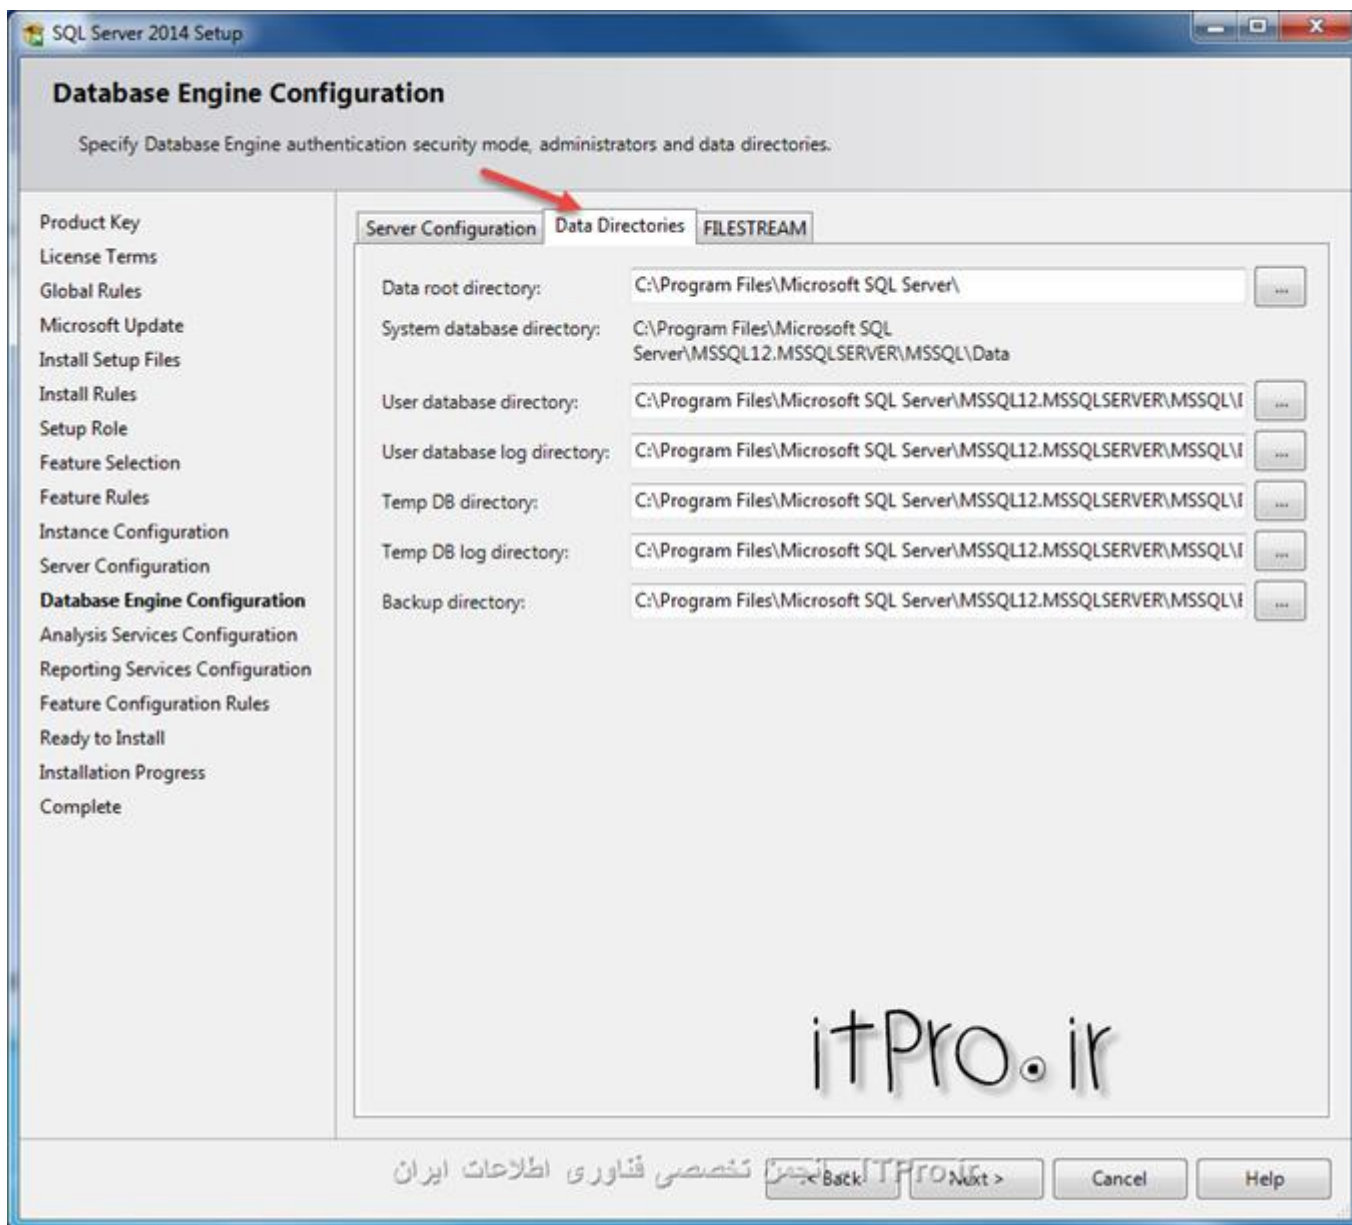 SQL Server 2014 Setup
Database Engine Configuration
Specify Database Engine authentication security mode, administrators and data directories.
Product Key
License Terms
Global Rules
Microsoft Update
Install Setup Files
Install Rules
Setup Role
Feature Selection
Feature Rules
Instance Configuration
Server Configuration
Database Engine Configuration
Analysis Services Configuration
Reporting Services Configuration
Feature Configuration Rules
Ready to Install
Installation Progress
Complete
Server Configuration Data Directories FILESTREAM
Data root directory: C:\Program Files\Microsoft SQL Server\ ...
System database directory: C:\Program Files\Microsoft SQL
Server\MSSQL12.MSSQLSERVER\MSSQL\Data
User database directory: C:\Program Files\Microsoft SQL Server\MSSQL12.MSSQLSERVER\MSSQL\ ...
User database log directory: C:\Program Files\Microsoft SQL Server\MSSQL12.MSSQLSERVER\MSSQL\ ...
Temp DB directory: C:\Program Files\Microsoft SQL Server\MSSQL12.MSSQLSERVER\MSSQL\ ...
Temp DB log directory: C:\Program Files\Microsoft SQL Server\MSSQL12.MSSQLSERVER\MSSQL\ ...
Backup directory: C:\Program Files\Microsoft SQL Server\MSSQL12.MSSQLSERVER\MSSQL\ ...
itPro.ir
انجمن تخصصی فناوری اطلاعات ایران ITPro.ir
< Back Next > Cancel Help